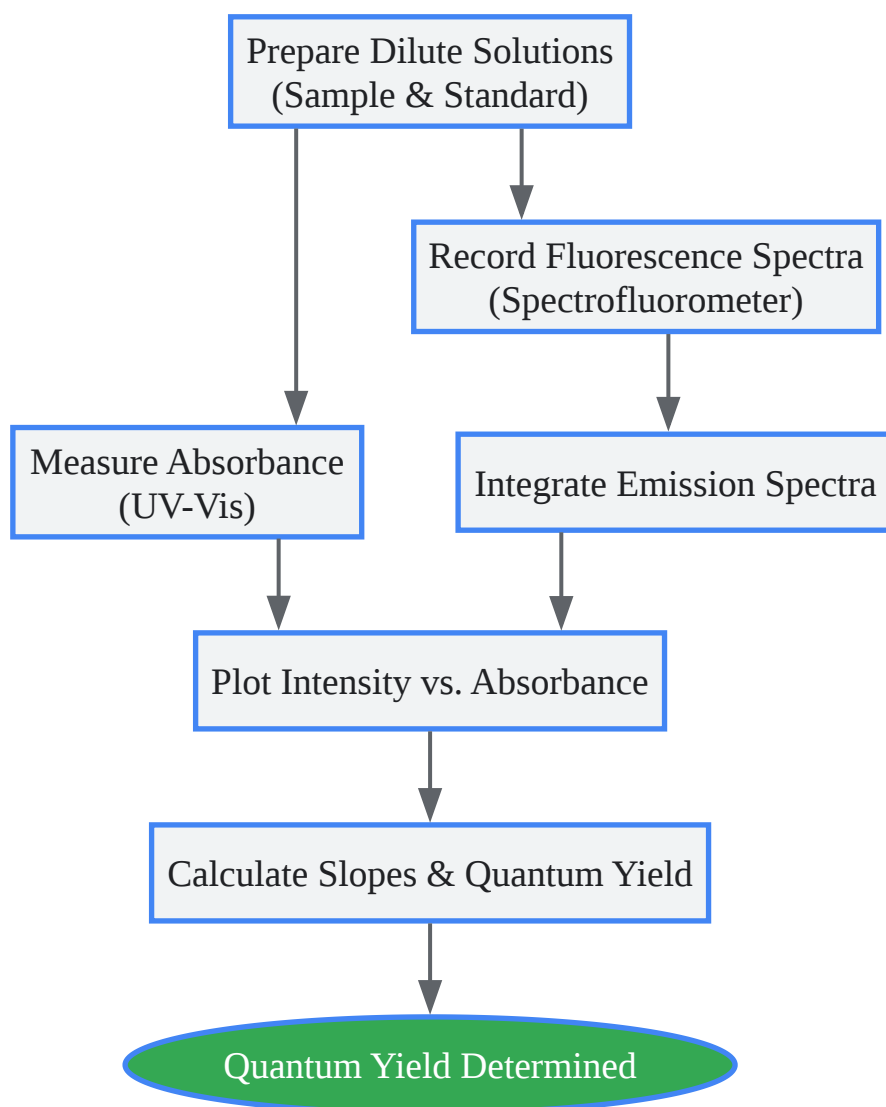 Prepare Dilute Solutions
(Sample & Standard)
Record Fluorescence Spectra
(Spectrofluorometer)
Measure Absorbance
(UV-Vis)
Integrate Emission Spectra
Plot Intensity vs. Absorbance
Calculate Slopes & Quantum Yield
Quantum Yield Determined